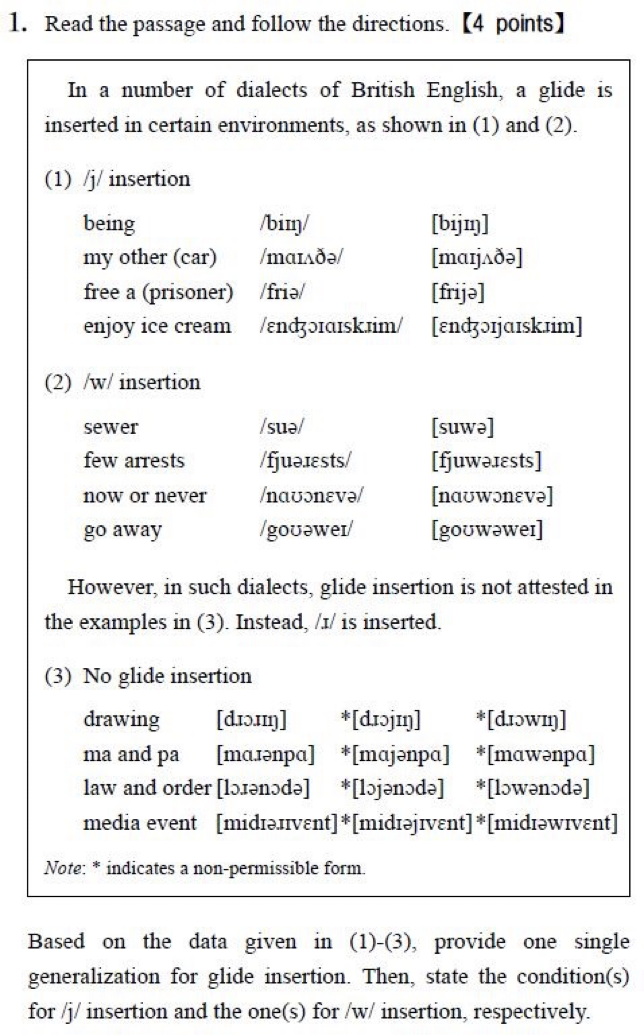 1. Read the passage and follow the directions.【4 points】
In a number of dialects of British English, a glide is
inserted in certain environments, as shown in (1) and (2).
(1) /j/ insertion
being /biɪŋ/ [bijɪŋ]
my other (car) /maɪʌðə/ [maɪjʌðə]
free a (prisoner) /fɹiə/ [fɹijə]
enjoy ice cream /ɛnʤɔɪaɪskɹim/ [ɛnʤɔɪjaɪskɹim]
(2) /w/ insertion
sewer /suə/ [suwə]
few arrests /fjuəɹɛsts/ [fjuwəɹɛsts]
now or never /naʊɔnɛvə/ [naʊwɔnɛvə]
go away /goʊəweɪ/ [goʊwəweɪ]
However, in such dialects, glide insertion is not attested in
the examples in (3). Instead, /ɹ/ is inserted.
(3) No glide insertion
drawing [dɹɔɹɪŋ] *[dɹɔjɪŋ] *[dɹɔwɪŋ]
ma and pa [mɑɹənpɑ] *[mɑjənpɑ] *[mɑwənpɑ]
law and order [lɔɹənɔdə] *[lɔjənɔdə] *[lɔwənɔdə]
media event [midɪəɹɪvɛnt] *[midɪəjɪvɛnt] *[midɪəwɪvɛnt]
Note: * indicates a non-permissible form.
Based on the data given in (1)-(3), provide one single
generalization for glide insertion. Then, state the condition(s)
for /j/ insertion and the one(s) for /w/ insertion, respectively.